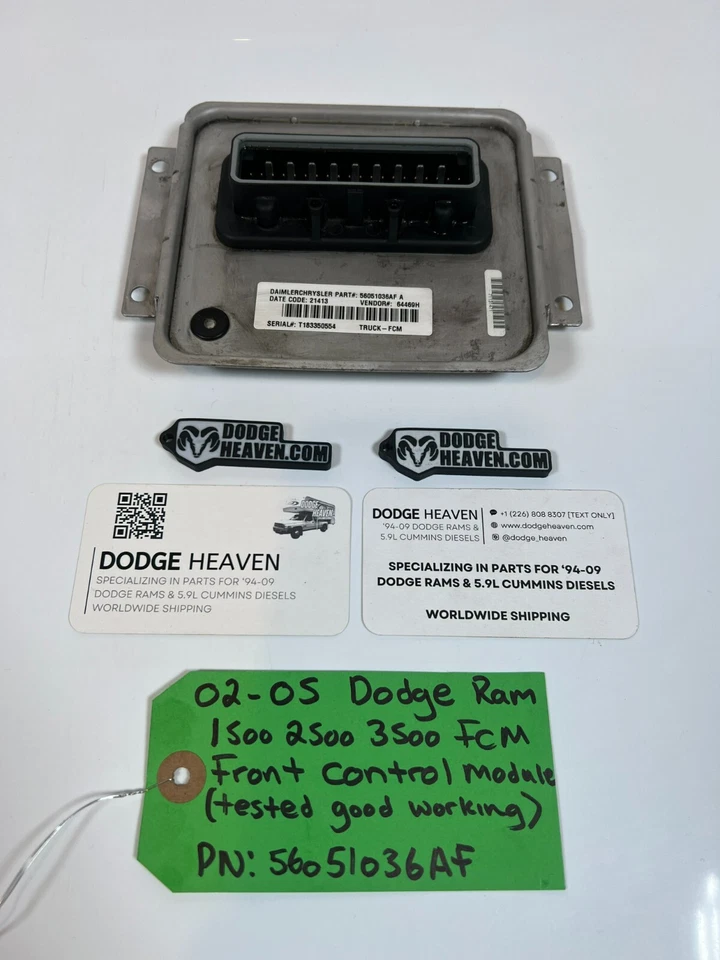 DAIMLERCHRYSLER PART#: 56051036AF A
DATE CODE: 21413 VENDOR#: 64469H
SERIAL#: T183350554 TRUCK-FCM
DODGE
HEAVEN.COM
DODGE
HEAVEN.COM
DODGE
HEAVEN
DODGE HEAVEN
SPECIALIZING IN PARTS FOR '94-09
DODGE RAMS & 5.9L CUMMINS DIESELS
WORLDWIDE SHIPPING
DODGE HEAVEN
'94-09 DODGE RAMS &
5.9L CUMMINS DIESELS
+1 (226) 808 8307 [TEXT ONLY]
www.dodgeheaven.com
@dodge_heaven
SPECIALIZING IN PARTS FOR '94-09
DODGE RAMS & 5.9L CUMMINS DIESELS
WORLDWIDE SHIPPING
02-05 Dodge Ram
1500 2500 3500 FCM
Front Control Module
(tested good working)
PN: 56051036AF